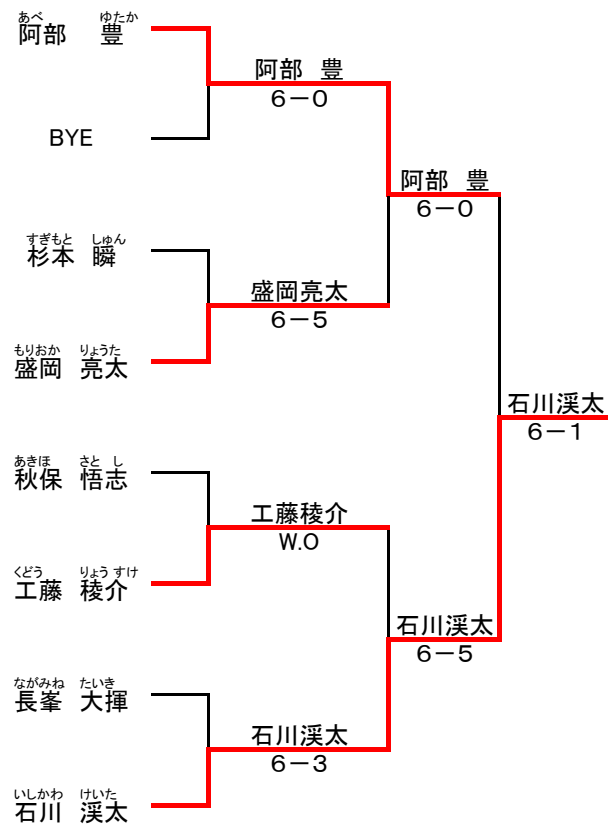 あべ ゆたか
阿部 豊
阿部 豊
6－0
BYE
阿部 豊
6－0
すぎもと しゅん
杉本 瞬
盛岡亮太
6－5
もりおか りょうた
盛岡 亮太
石川渓太
6－1
あきほ さと し
秋保 悟志
工藤稜介
W.O
くどう りょう すけ
工藤 稜介
石川渓太
6－5
ながみね たいき
長峯 大揮
石川渓太
6－3
いしかわ けいた
石川 渓太